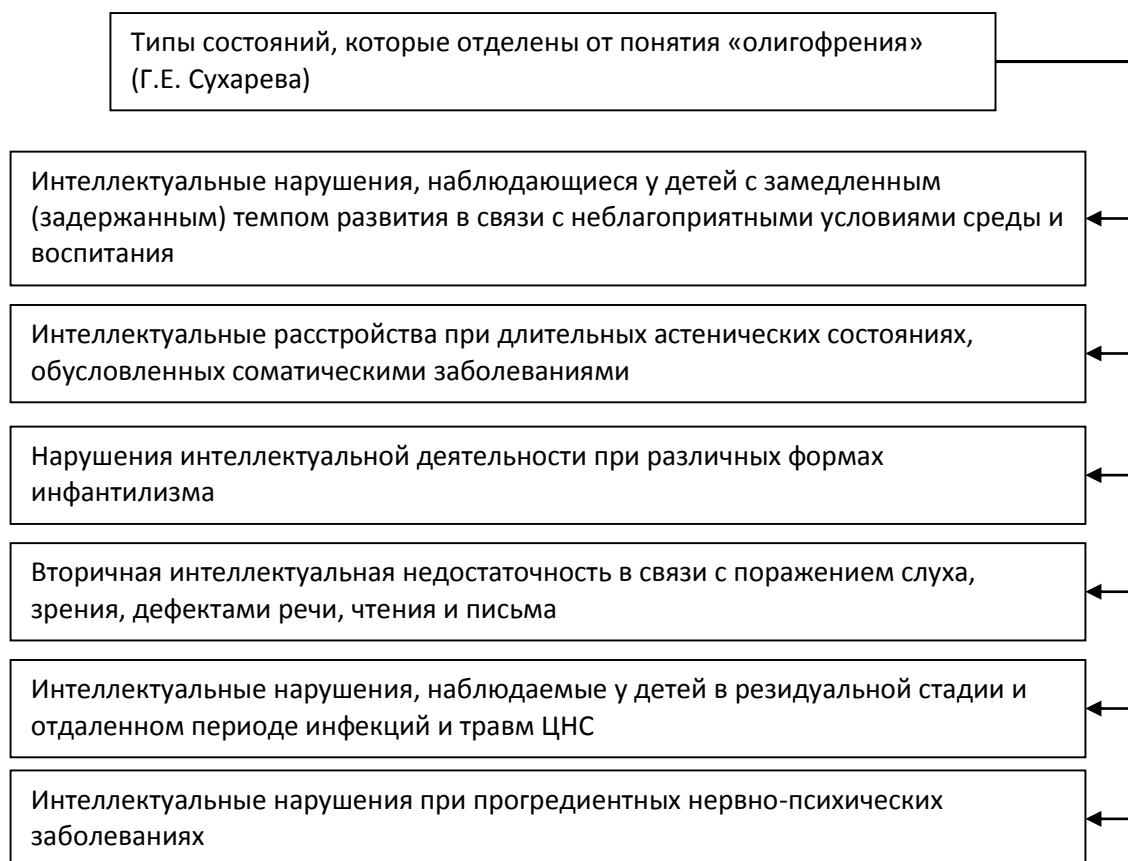 Типы состояний, которые отделены от понятия «олигофрения»
(Г.Е. Сухарева)
Интеллектуальные нарушения, наблюдающиеся у детей с замедленным
(задержанным) темпом развития в связи с неблагоприятными условиями среды и
воспитания
Интеллектуальные расстройства при длительных астенических состояниях,
обусловленных соматическими заболеваниями
Нарушения интеллектуальной деятельности при различных формах
инфантилизма
Вторичная интеллектуальная недостаточность в связи с поражением слуха,
зрения, дефектами речи, чтения и письма
Интеллектуальные нарушения, наблюдаемые у детей в резидуальной стадии и
отдаленном периоде инфекций и травм ЦНС
Интеллектуальные нарушения при прогредиентных нервно-психических
заболеваниях